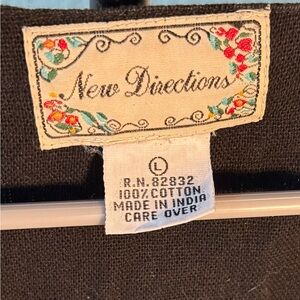 New Directions
L
R.N. 82832
100% COTTON
MADE IN INDIA
CARE OVER